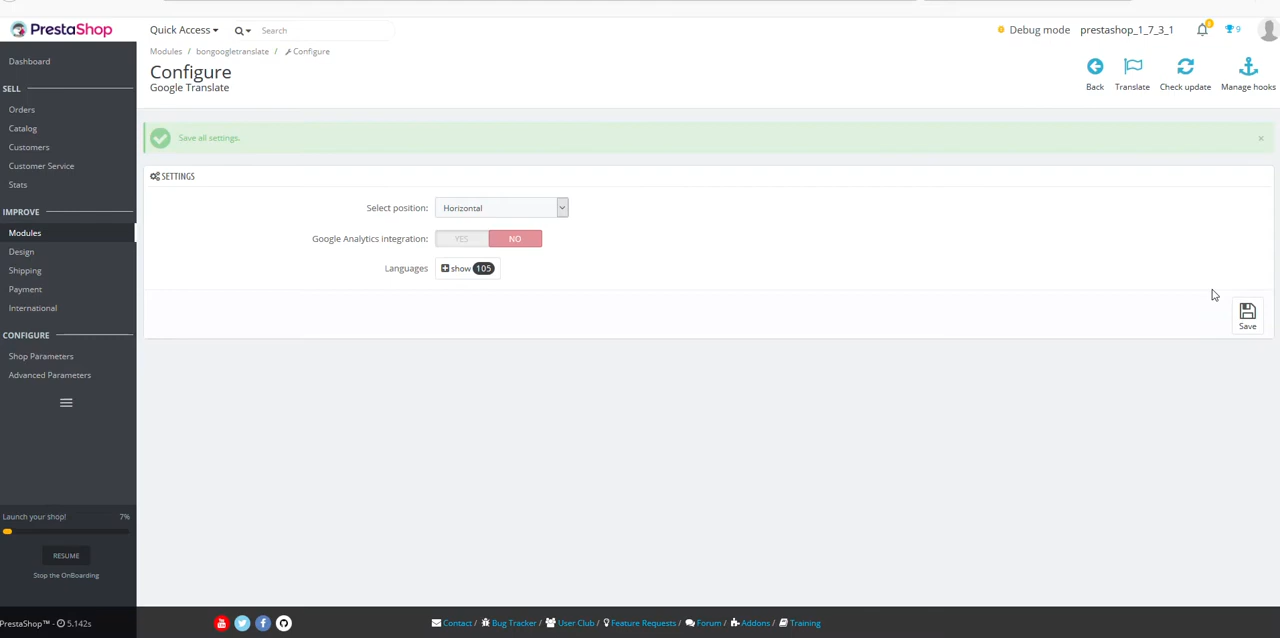 PrestaShop
Quick Access
Search
Debug mode
prestashop_1_7_3_1
9
Modules / bongoogletranslate / Configure
Configure
Google Translate
Back
Translate
Check update
Manage hooks
Dashboard
SELL
Orders
Catalog
Customers
Customer Service
Stats
IMPROVE
Modules
Design
Shipping
Payment
International
CONFIGURE
Shop Parameters
Advanced Parameters
Launch your shop! 7%
RESUME
Stop the OnBoarding
Save all settings.
×
SETTINGS
Select position: Horizontal
Google Analytics integration: YES NO
Languages show 105
Save
PrestaShop™ - 5.142s
Contact / Bug Tracker / User Club / Feature Requests / Forum / Addons / Training